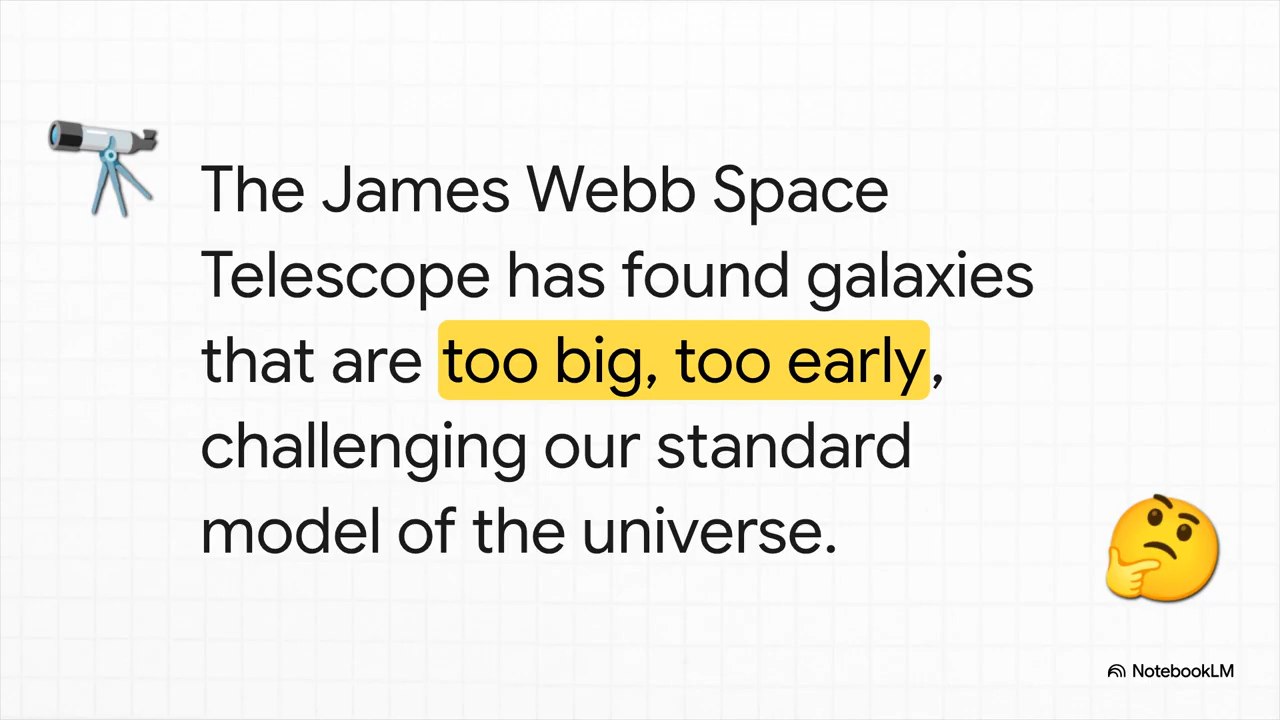 The James Webb Space
Telescope has found galaxies
that are too big, too early,
challenging our standard
model of the universe.
NotebookLM